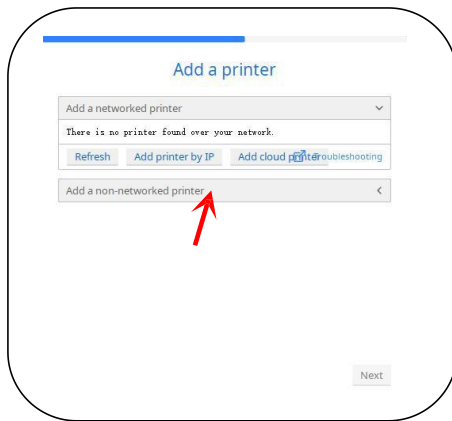 Add a printer
Add a networked printer
There is no printer found over your network.
Refresh Add printer by IP Add cloud printer Troubleshooting
Add a non-networked printer
Next